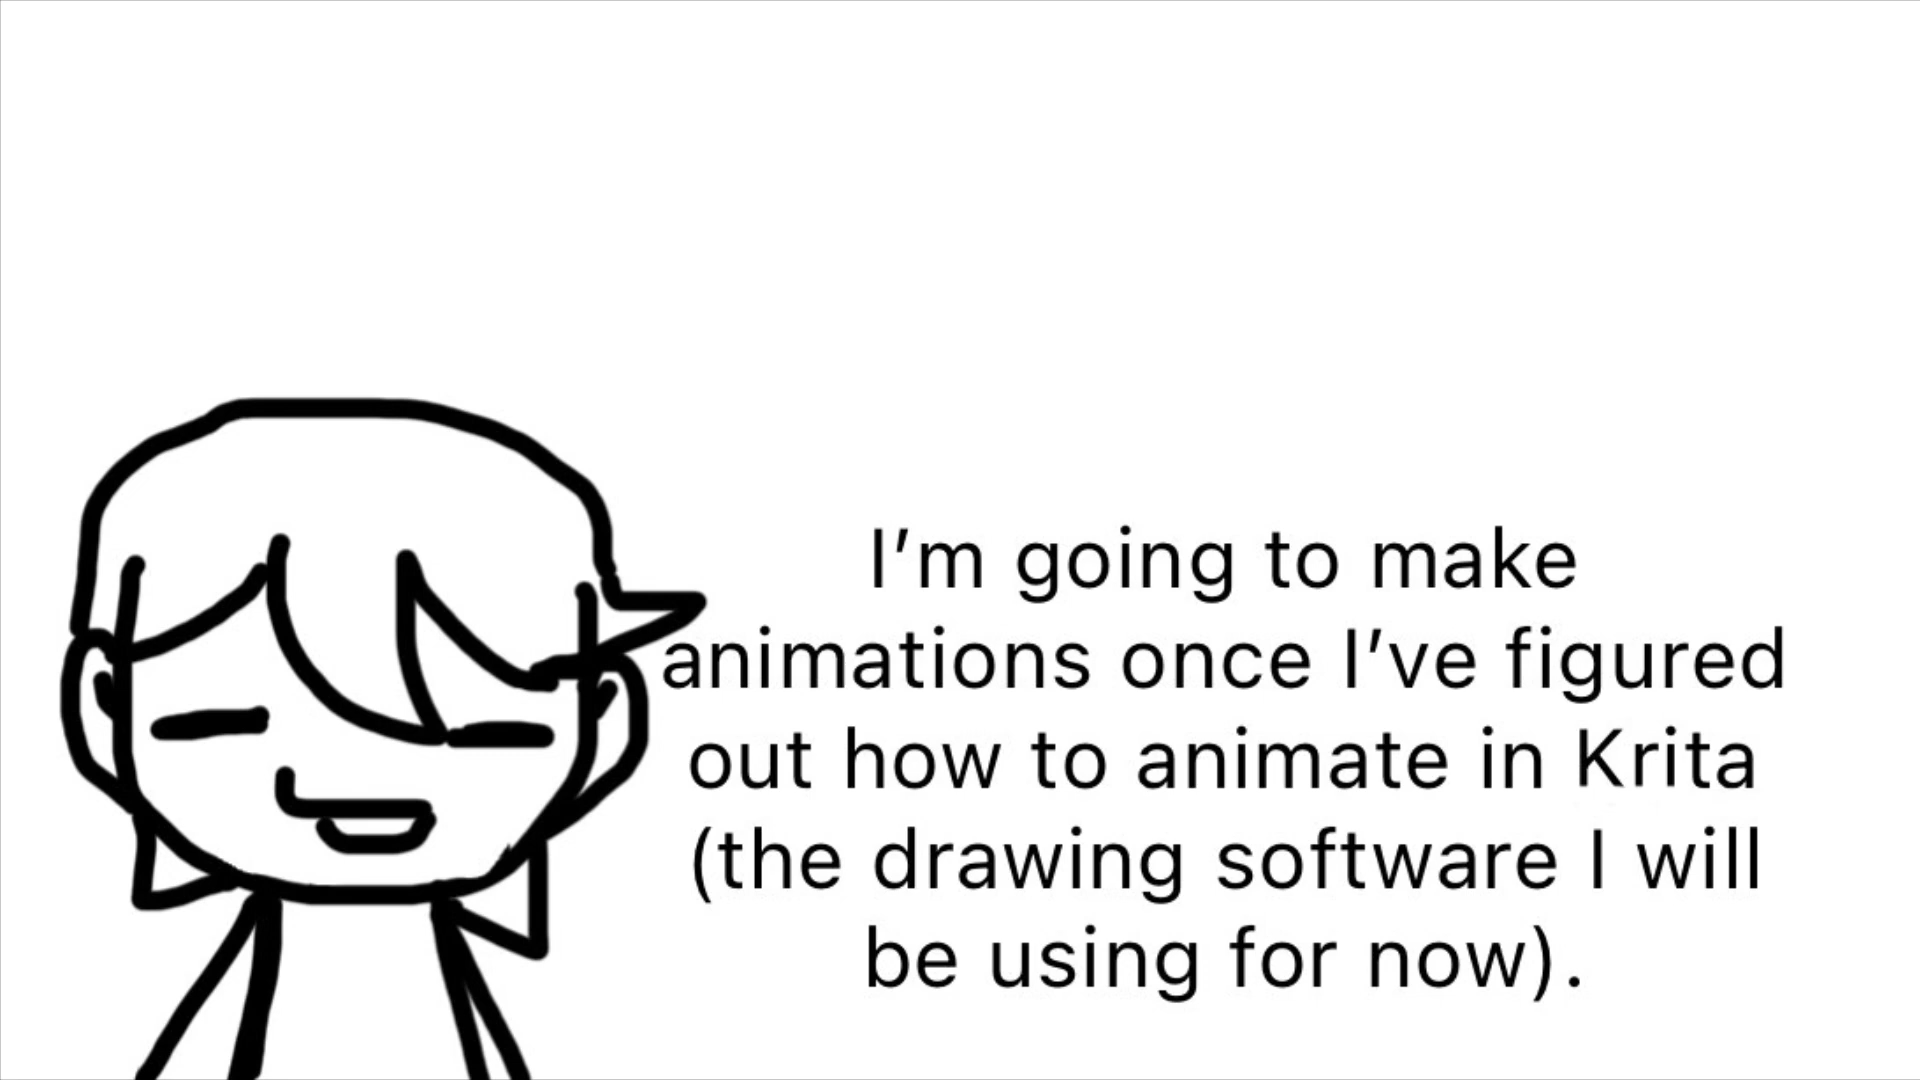 I’m going to make
animations once I’ve figured
out how to animate in Krita
(the drawing software I will
be using for now).